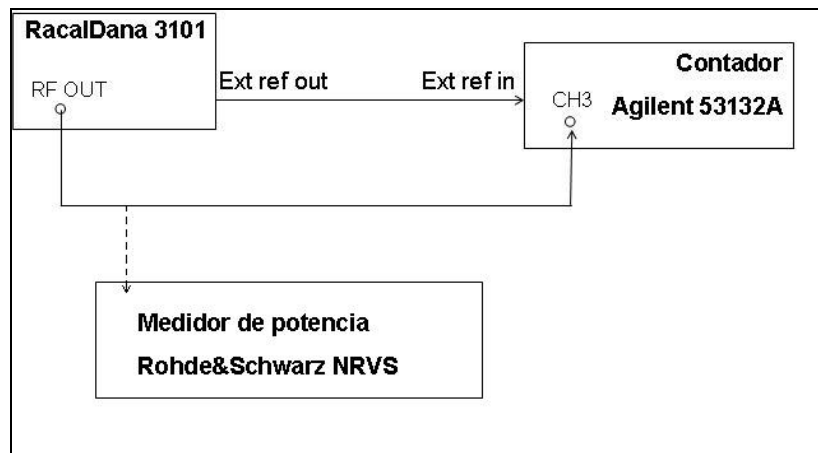 RacalDana 3101
RF OUT
Ext ref out
Ext ref in
Contador
Agilent 53132A
CH3
Medidor de potencia
Rohde&Schwarz NRVS